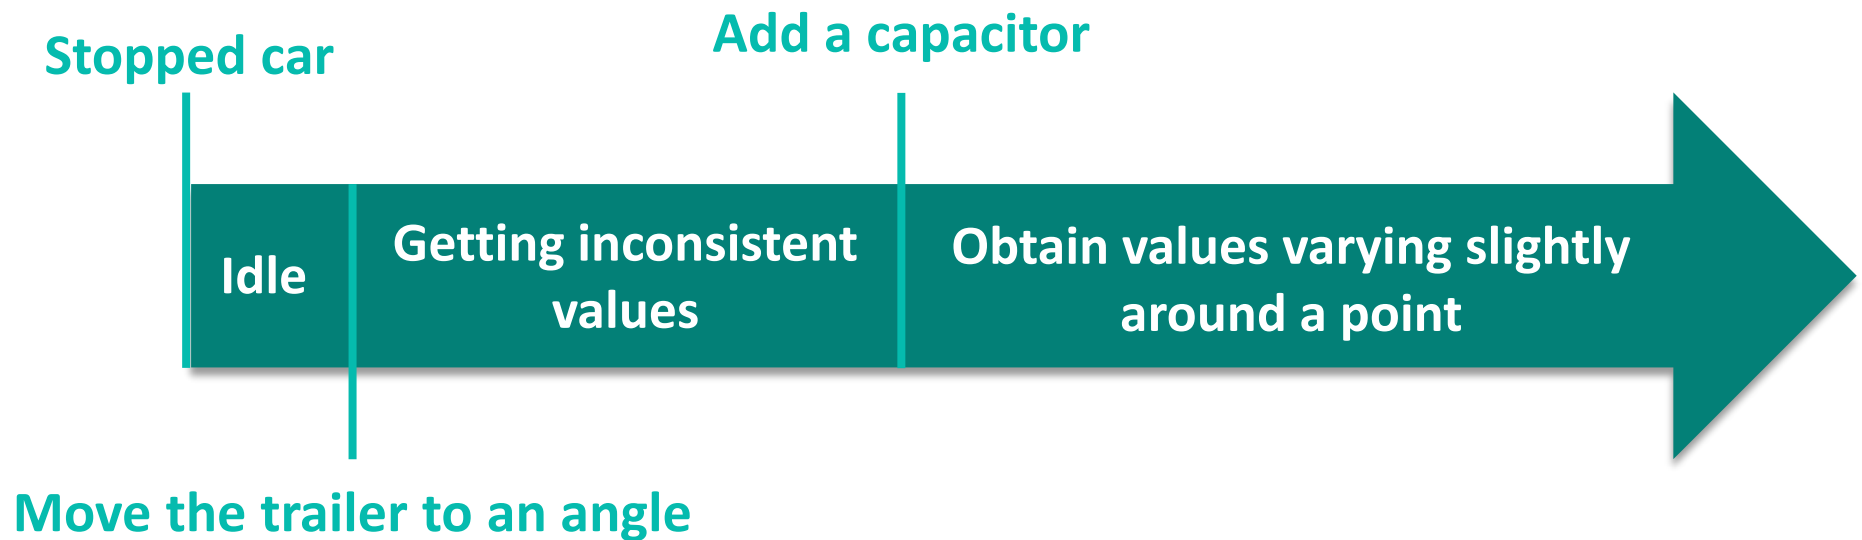 Stopped car
Add a capacitor
Idle
Getting inconsistent
values
Obtain values varying slightly
around a point
Move the trailer to an angle